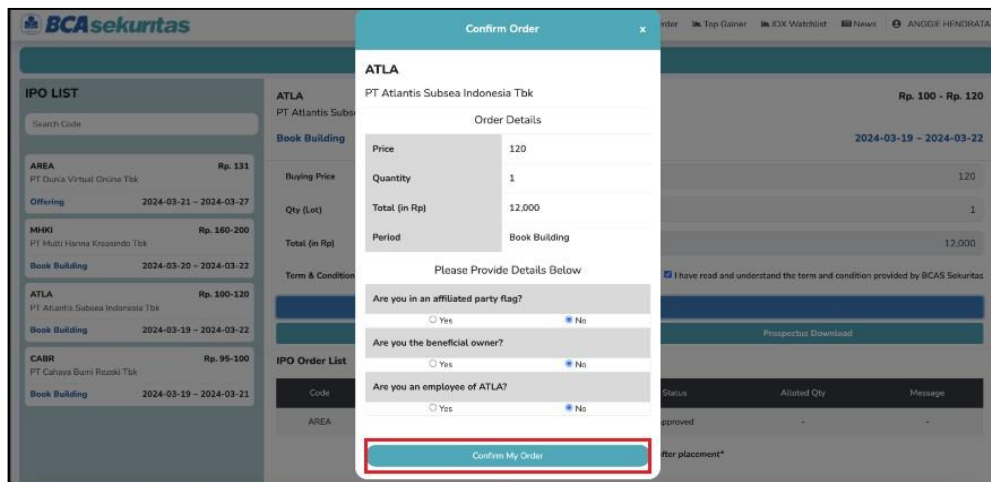 BCA sekuritas
Top Gainer
IDX Watchlist
News
ANGGIE HENDRATA
IPO LIST
Search Code
AREA Rp. 131
PT Dunia Virtual Online Tbk
Offering 2024-03-21 - 2024-03-27
MHKI Rp. 160-200
PT Multi Hanna Kreasindo Tbk
Book Building 2024-03-20 - 2024-03-22
ATLA Rp. 100-120
PT Atlantis Subsea Indonesia Tbk
Book Building 2024-03-19 - 2024-03-22
CABR Rp. 95-100
PT Cahaya Bumi Rezeki Tbk
Book Building 2024-03-19 - 2024-03-21
ATLA Rp. 100 - Rp. 120
PT Atlantis Subs
Book Building 2024-03-19 - 2024-03-22
Buying Price 120
Qty (Lot) 1
Total (in Rp) 12,000
Term & Condition I have read and understand the term and condition provided by BCAS Sekuritas
Prospectus Download
IPO Order List
Code Status Alloted Qty Message
AREA pproved - -
fter placement*
Confirm Order x
ATLA
PT Atlantis Subsea Indonesia Tbk
Order Details
Price 120
Quantity 1
Total (in Rp) 12,000
Period Book Building
Please Provide Details Below
Are you in an affiliated party flag?
Yes No
Are you the beneficial owner?
Yes No
Are you an employee of ATLA?
Yes No
Confirm My Order